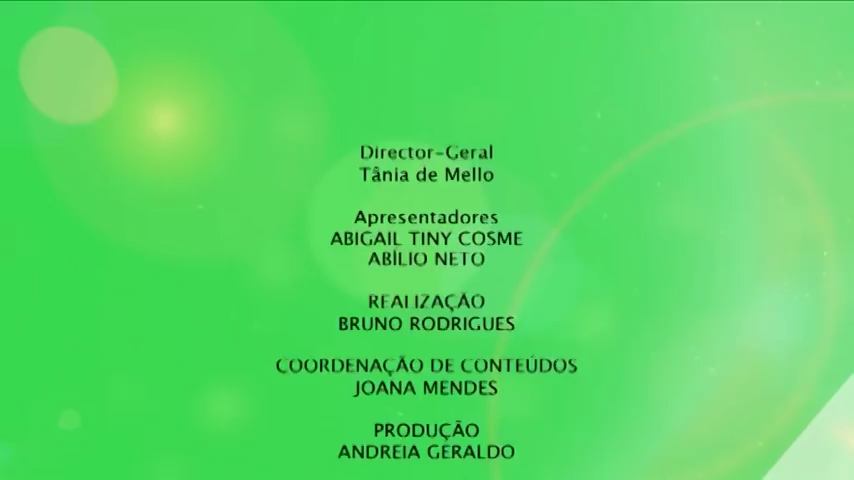 Director-Geral
Tânia de Mello
Apresentadores
ABIGAIL TINY COSME
ABÍLIO NETO
REALIZAÇÃO
BRUNO RODRIGUES
COORDENAÇÃO DE CONTEÚDOS
JOANA MENDES
PRODUÇÃO
ANDREIA GERALDO